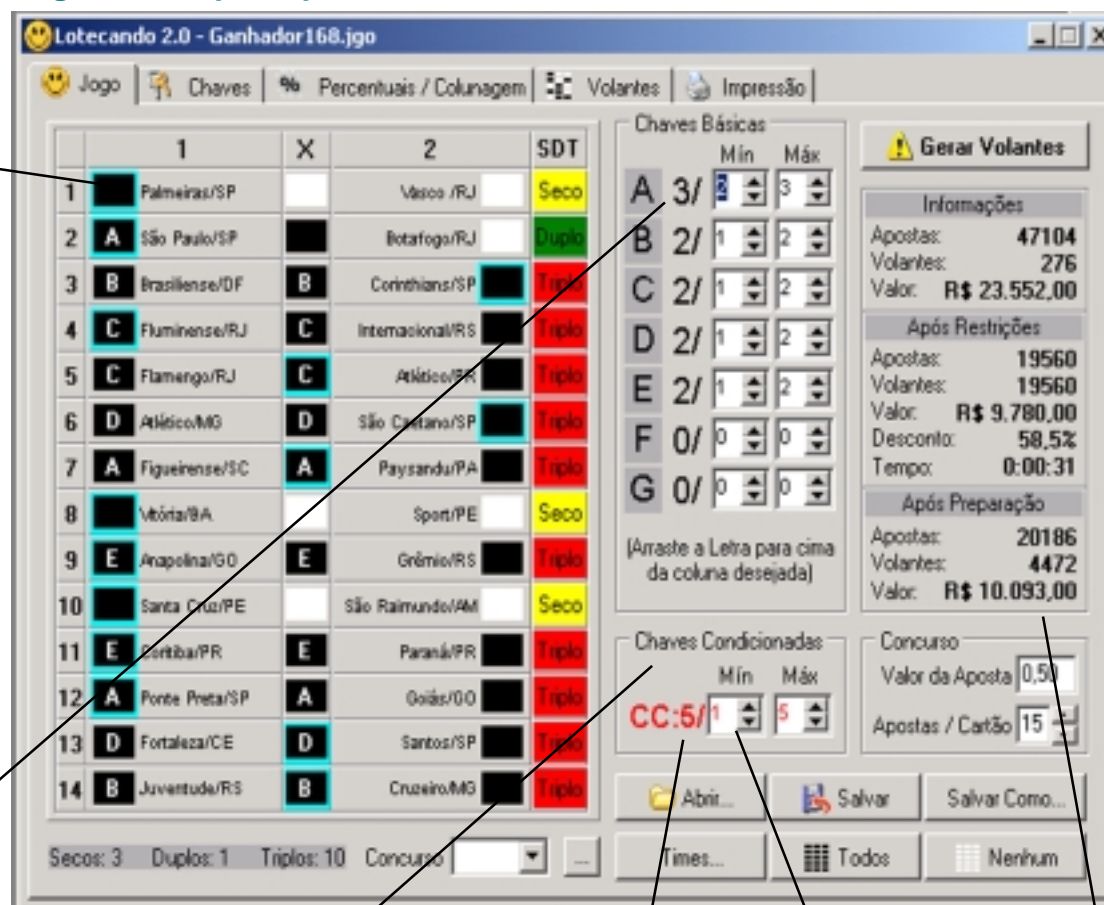 Lotecando 2.0 - Ganhador168.jgo
Jogo Chaves % Percentuais / Colunagem Volantes Impressão
1 X 2 SDT
1 Palmeiras/SP Vasco /RJ Seco
2 A São Paulo/SP Botafogo/RJ Duplo
3 B Brasiliense/DF B Corinthians/SP Triplo
4 C Fluminense/RJ C Internacional/RS Triplo
5 C Flamengo/RJ C Atlético/PR Triplo
6 D Atlético/MG D São Caetano/SP Triplo
7 A Figueirense/SC A Paysandu/PA Triplo
8 Vitória/BA Sport/PE Seco
9 E Anapolina/GO E Grêmio/RS Triplo
10 Santa Cruz/PE São Raimundo/AM Seco
11 E Coritiba/PR E Paraná/PR Triplo
12 A Ponte Preta/SP A Goiás/GO Triplo
13 D Fortaleza/CE D Santos/SP Triplo
14 B Juventude/RS B Cruzeiro/MG Triplo
Secos: 3 Duplos: 1 Triplos: 10 Concurso ...
Chaves Básicas
Mín Máx
A 3/ 2 3
B 2/ 1 2
C 2/ 1 2
D 2/ 1 2
E 2/ 1 2
F 0/ 0 0
G 0/ 0 0
(Arraste a Letra para cima
da coluna desejada)
Chaves Condicionadas
Mín Máx
CC:5/ 1 5
Gerar Volantes
Informações
Apostas: 47104
Volantes: 276
Valor: R$ 23.552,00
Após Restrições
Apostas: 19560
Volantes: 19560
Valor: R$ 9.780,00
Desconto: 58,5%
Tempo: 0:00:31
Após Preparação
Apostas: 20186
Volantes: 4472
Valor: R$ 10.093,00
Concurso
Valor da Aposta 0,50
Apostas / Cartão 15
Abrir... Salvar Salvar Como...
Times... Todos Nenhum